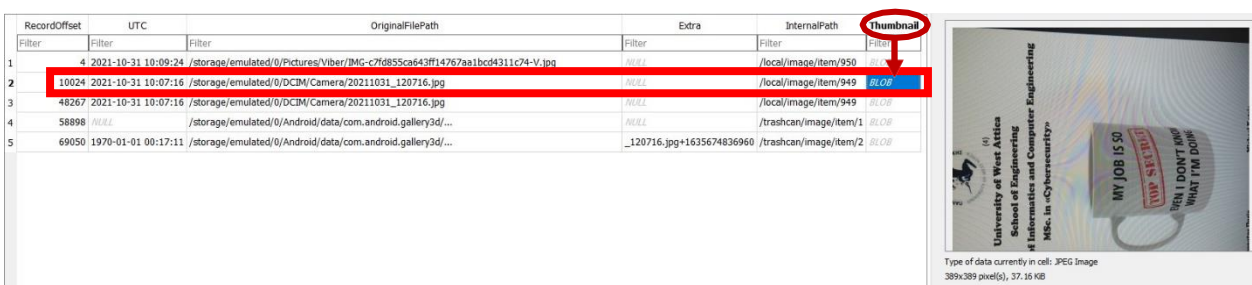 RecordOffset UTC OriginalFilePath Extra InternalPath Thumbnail
Filter Filter Filter Filter Filter Filter
1 4 2021-10-31 10:09:24 /storage/emulated/0/Pictures/Viber/IMG-c7fd855ca643ff14767aa1bcd4311c74-V.jpg NULL /local/image/item/950 BLOB
2 10024 2021-10-31 10:07:16 /storage/emulated/0/DCIM/Camera/20211031_120716.jpg NULL /local/image/item/949 BLOB
3 48267 2021-10-31 10:07:16 /storage/emulated/0/DCIM/Camera/20211031_120716.jpg NULL /local/image/item/949 BLOB
4 58898 NULL /storage/emulated/0/Android/data/com.android.gallery3d/... NULL /trashcan/image/item/1 BLOB
5 69050 1970-01-01 00:17:11 /storage/emulated/0/Android/data/com.android.gallery3d/... _120716.jpg+1635674836960 /trashcan/image/item/2 BLOB
(4)
University of West Attica
School of Engineering
of Informatics and Computer Engineering
MSc. in «Cybersecurity»
MY JOB IS SO
TOP SECRET
EVEN I DON'T KNOW
WHAT I'M DOING
Type of data currently in cell: JPEG Image
389x389 pixel(s), 37.16 KiB